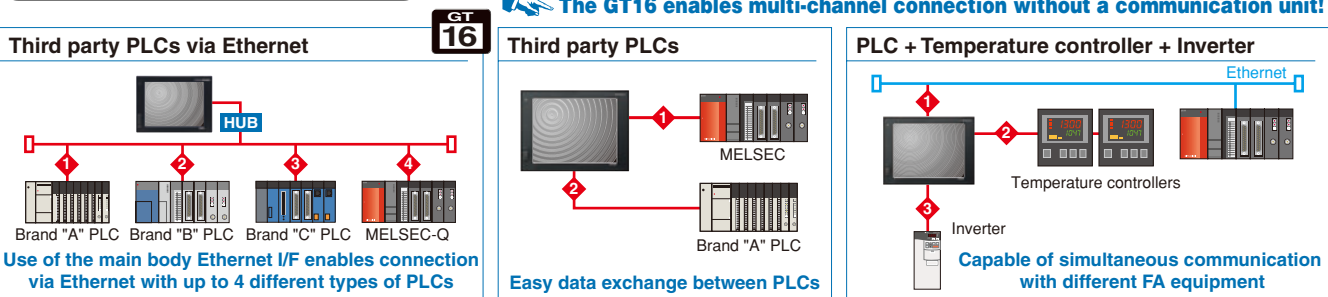 The GT16 enables multi-channel connection without a communication unit!
GT
16
Third party PLCs via Ethernet
HUB
1
2
3
4
Brand "A" PLC
Brand "B" PLC
Brand "C" PLC
MELSEC-Q
Use of the main body Ethernet I/F enables connection
via Ethernet with up to 4 different types of PLCs
Third party PLCs
1
MELSEC
2
Brand "A" PLC
Easy data exchange between PLCs
PLC + Temperature controller + Inverter
Ethernet
1
2
1300
1047
1300
1047
Temperature controllers
3
Inverter
Capable of simultaneous communication
with different FA equipment